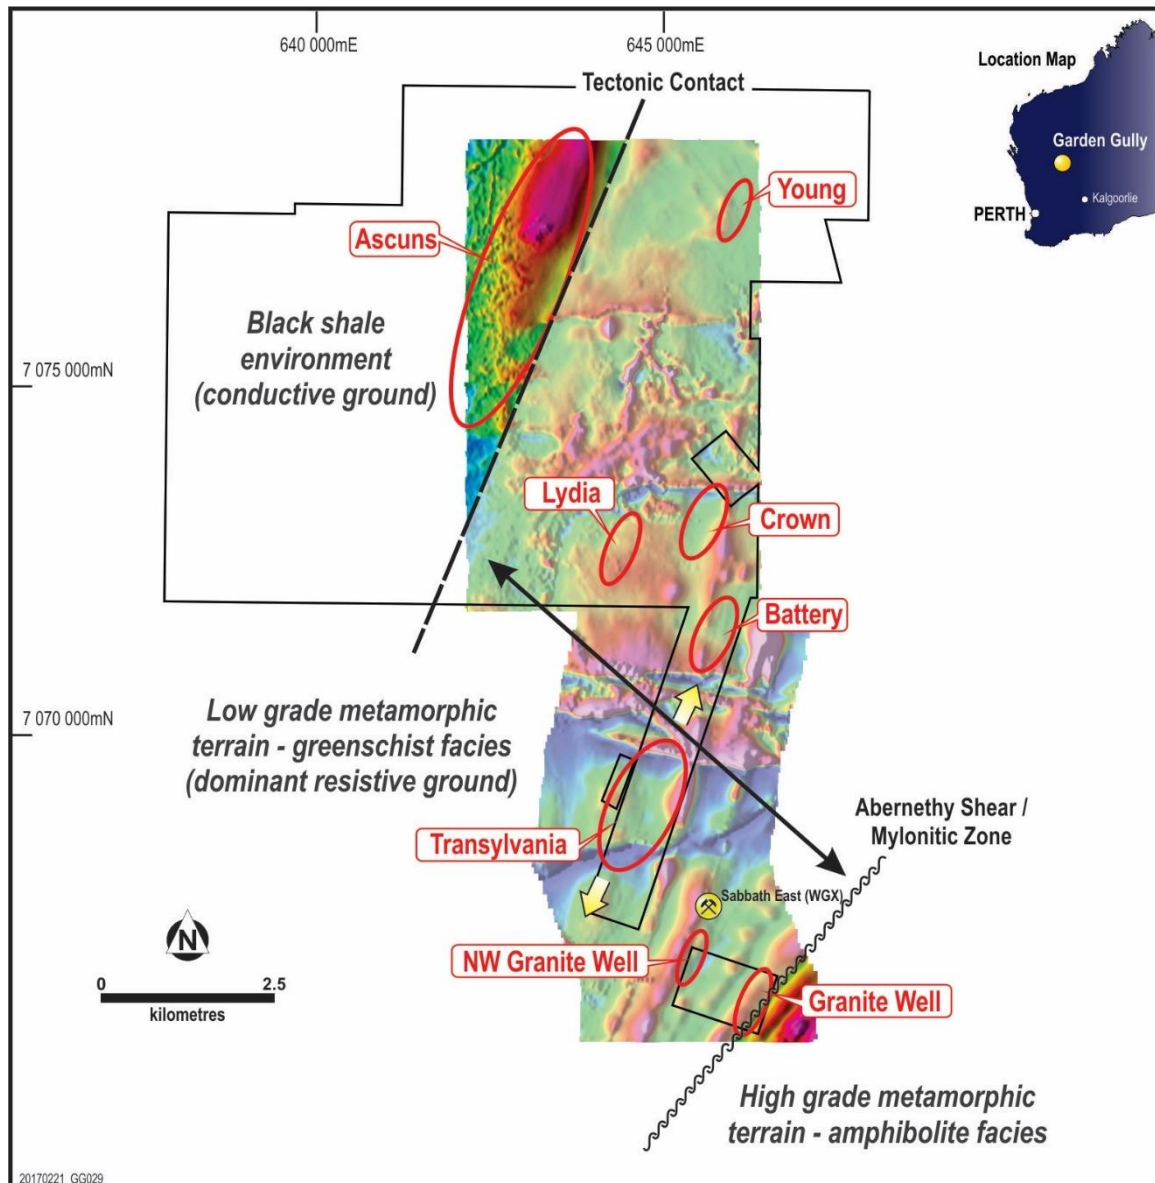 640 000mE
645 000mE
Location Map
Tectonic Contact
Garden Gully
Young
Kalgoorlie
PERTH
Ascuns
Black shale
environment
(conductive ground)
7 075 000mN
Lydia
Crown
Battery
Low grade metamorphic
terrain - greenschist facies
(dominant resistive ground)
7 070 000mN
Abernethy Shear /
Mylonitic Zone
Transylvania
Sabbath East (WGX)
N
NW Granite Well
0
2.5
kilometres
Granite Well
High grade metamorphic
terrain - amphibolite facies
20170221_GG029